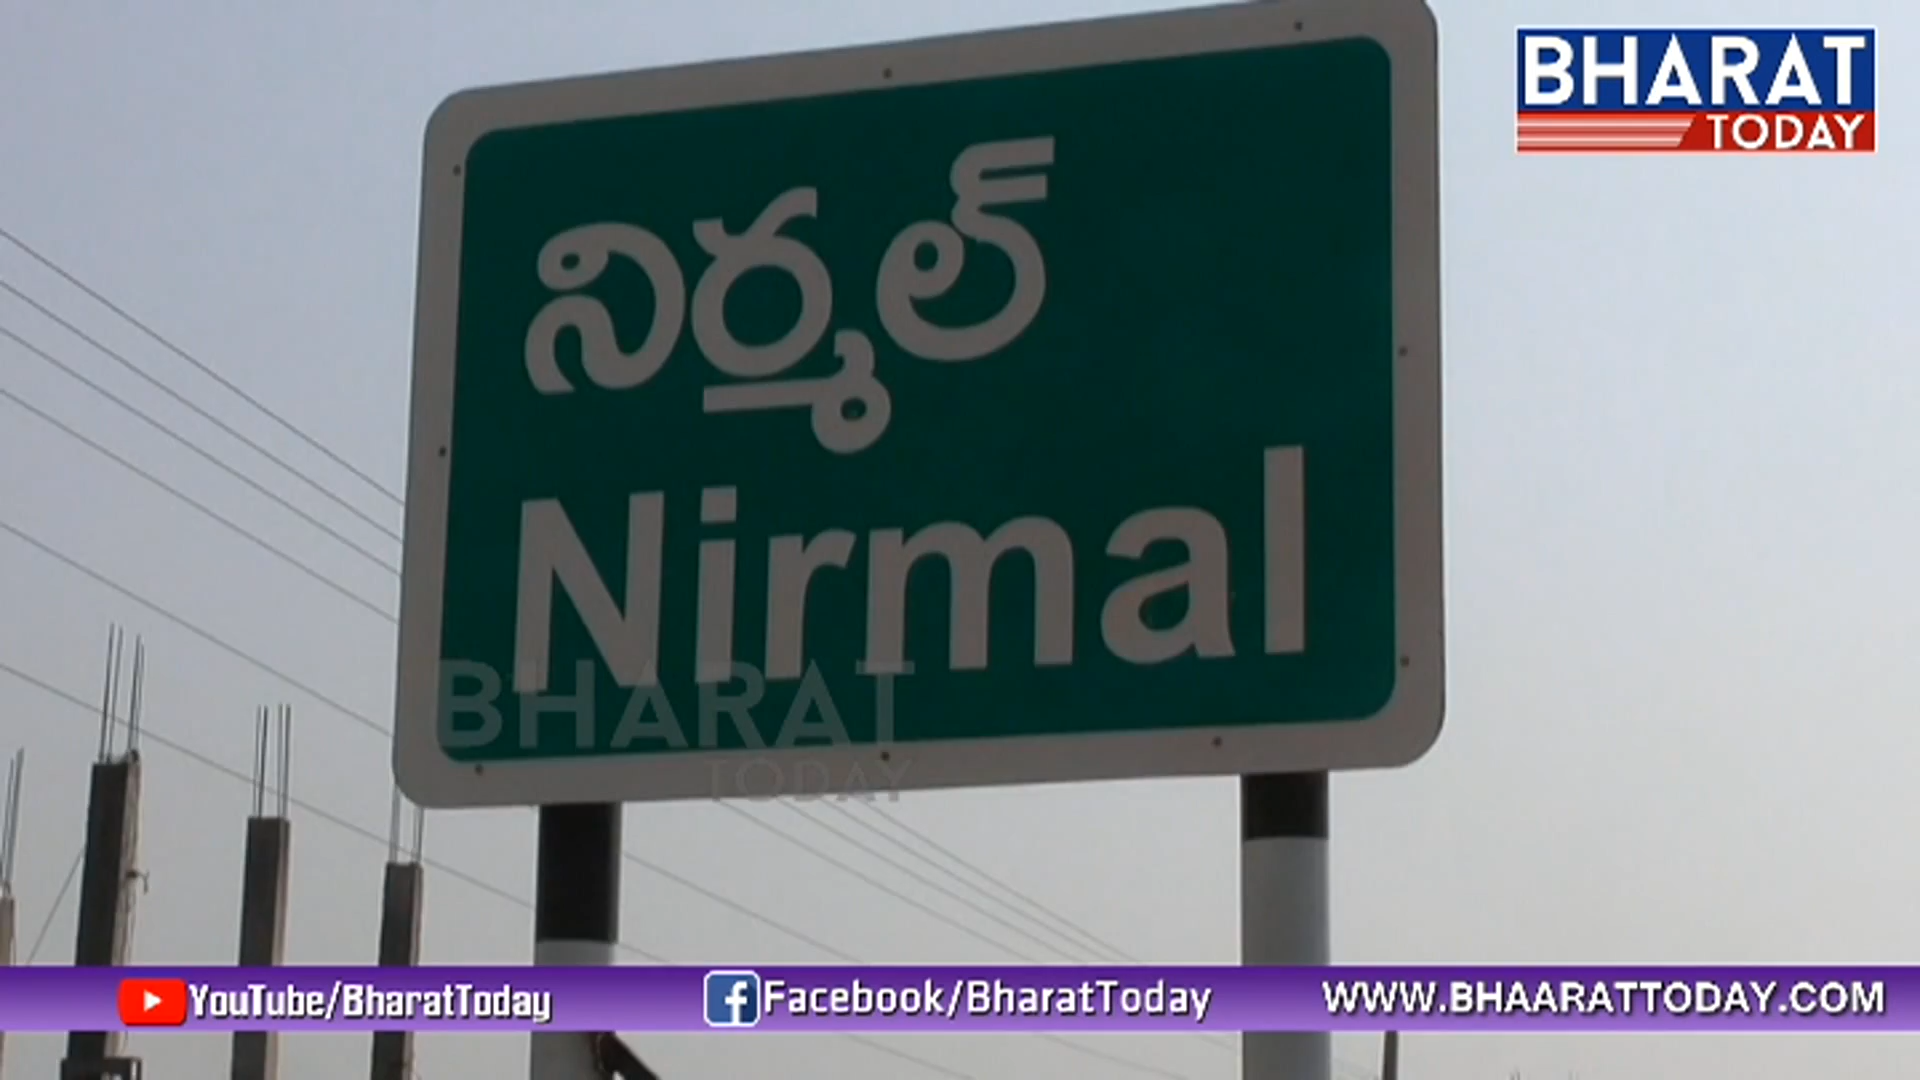 BHARAT
TODAY
నిర్మల్
Nirmal
BHARAT
TODAY
YouTube/BharatToday
Facebook/BharatToday
WWW.BHAARATTODAY.COM